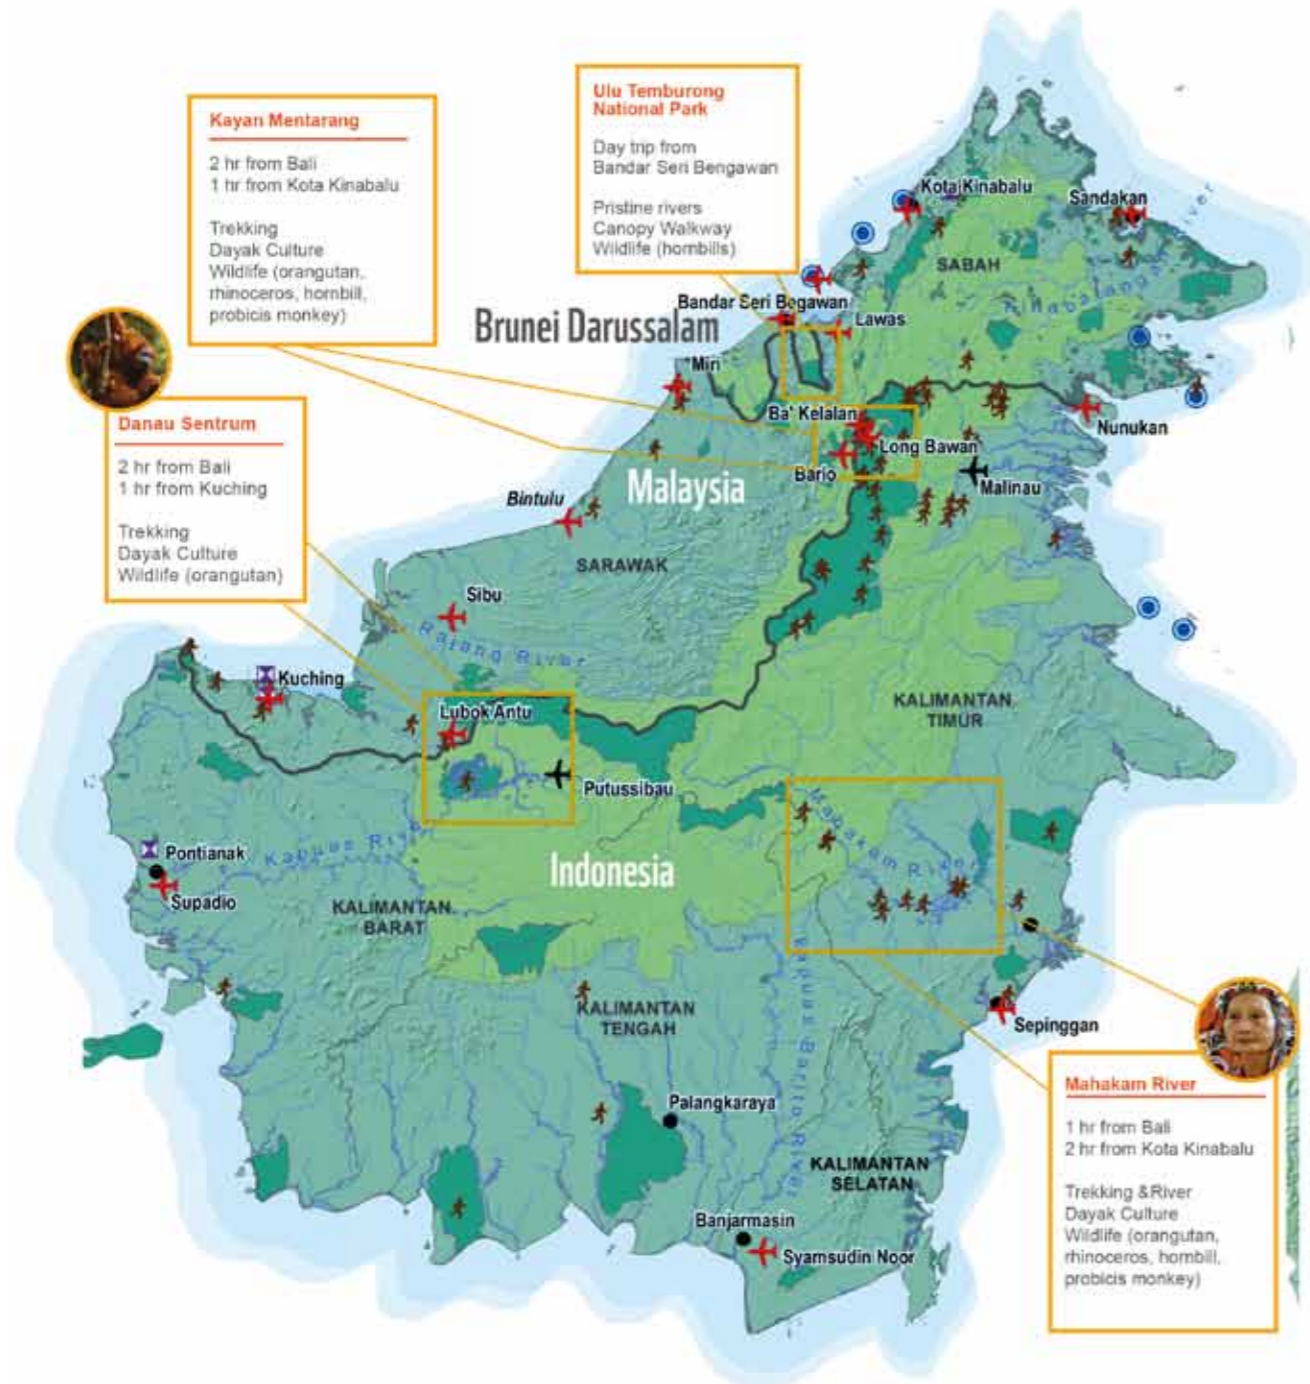 Ulu Temburong
National Park
Day trip from
Bandar Seri Bengawan
Pristine rivers
Canopy Walkway
Wildlife (hornbills)
Kayan Mentarang
2 hr from Bali
1 hr from Kota Kinabalu
Trekking
Dayak Culture
Wildlife (orangutan,
rhinoceros, hornbill,
probicis monkey)
Danau Sentrum
2 hr from Bali
1 hr from Kuching
Trekking
Dayak Culture
Wildlife (orangutan)
Kota Kinabalu
Sandakan
SABAH
Kinabatangan River
Bandar Seri Begawan
Brunei Darussalam
Lawas
Miri
Ba' Kelalan
Nunukan
Long Bawan
Bario
Malinau
Malaysia
Bintulu
SARAWAK
Sibu
Rajang River
Kuching
Lubok Antu
KALIMANTAN
TIMUR
Putussibau
Mahakam River
Kapuas River
Pontianak
Supadio
Indonesia
KALIMANTAN
BARAT
Kapuas Barito River
KALIMANTAN
TENGAH
Sepinggan
Palangkaraya
KALIMANTAN
SELATAN
Banjarmasin
Syamsudin Noor
Mahakam River
1 hr from Bali
2 hr from Kota Kinabalu
Trekking &River
Dayak Culture
Wildlife (orangutan,
rhinoceros, hornbill,
probicis monkey)